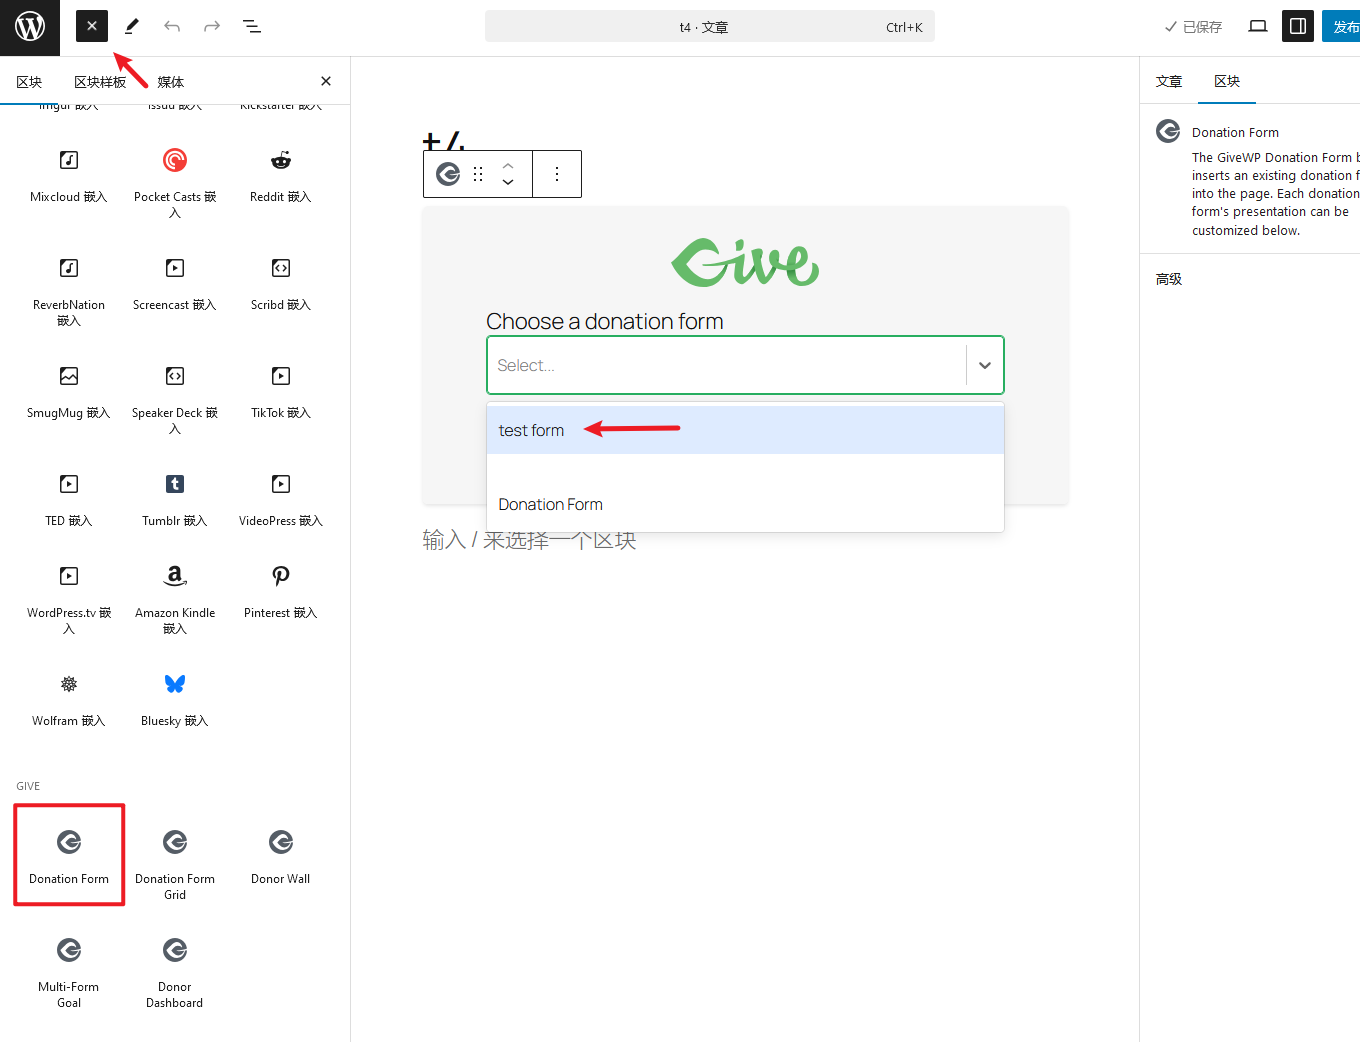 t4 · 文章
Ctrl+K
已保存
发布
区块
区块样板
媒体
文章
区块
Imgur 嵌入
Issuu 嵌入
Kickstarter 嵌入
Mixcloud 嵌入
Pocket Casts 嵌
入
Reddit 嵌入
ReverbNation
嵌入
Screencast 嵌入
Scribd 嵌入
SmugMug 嵌入
Speaker Deck 嵌
入
TikTok 嵌入
TED 嵌入
Tumblr 嵌入
VideoPress 嵌入
WordPress.tv 嵌
入
Amazon Kindle
嵌入
Pinterest 嵌入
Wolfram 嵌入
Bluesky 嵌入
GIVE
Donation Form
Donation Form
Grid
Donor Wall
Multi-Form
Goal
Donor
Dashboard
t4
Give
Choose a donation form
Select...
test form
Donation Form
输入 / 来选择一个区块
Donation Form
The GiveWP Donation Form b
inserts an existing donation f
into the page. Each donation
form's presentation can be
customized below.
高级